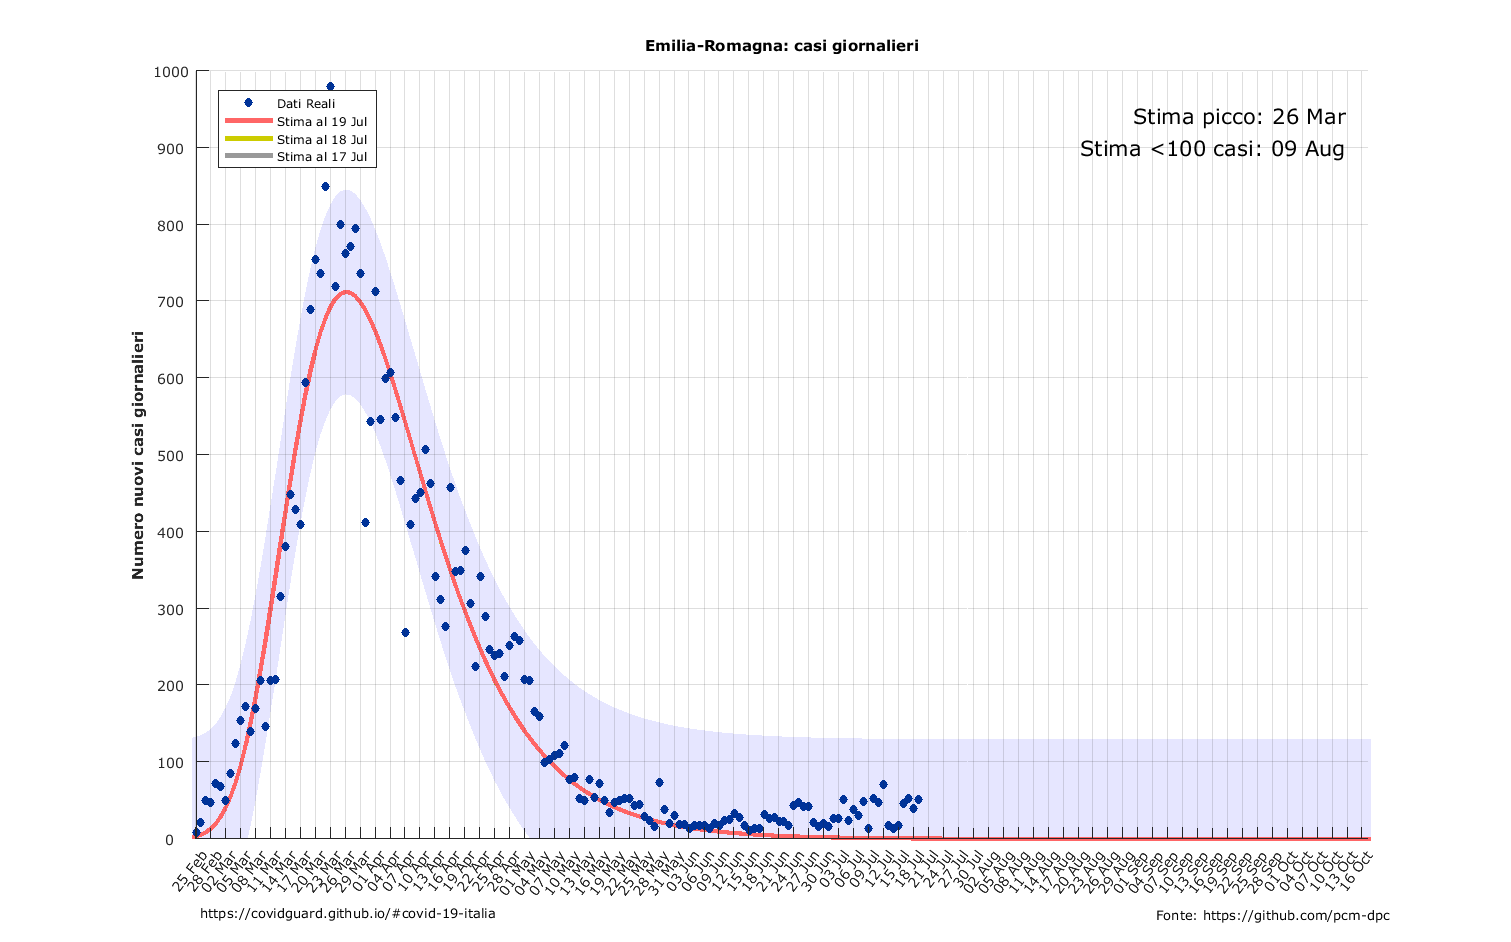 Emilia-Romagna: casi giornalieri
Stima picco: 26 Mar
Stima <100 casi: 09 Aug
Dati Reali
Stima al 19 Jul
Stima al 18 Jul
Stima al 17 Jul
Numero nuovi casi giornalieri
1000
900
800
700
600
500
400
300
200
100
0
25 Feb
28 Feb
02 Mar
05 Mar
08 Mar
11 Mar
14 Mar
17 Mar
20 Mar
23 Mar
26 Mar
29 Mar
01 Apr
04 Apr
07 Apr
10 Apr
13 Apr
16 Apr
19 Apr
22 Apr
25 Apr
28 Apr
01 May
04 May
07 May
10 May
13 May
16 May
19 May
22 May
25 May
28 May
31 May
03 Jun
06 Jun
09 Jun
12 Jun
15 Jun
18 Jun
21 Jun
24 Jun
27 Jun
30 Jun
03 Jul
06 Jul
09 Jul
12 Jul
15 Jul
18 Jul
21 Jul
24 Jul
27 Jul
30 Jul
02 Aug
05 Aug
08 Aug
11 Aug
14 Aug
17 Aug
20 Aug
23 Aug
26 Aug
29 Aug
01 Sep
04 Sep
07 Sep
10 Sep
13 Sep
16 Sep
19 Sep
22 Sep
25 Sep
28 Sep
01 Oct
04 Oct
07 Oct
10 Oct
13 Oct
16 Oct
https://covidguard.github.io/#covid-19-italia
Fonte: https://github.com/pcm-dpc